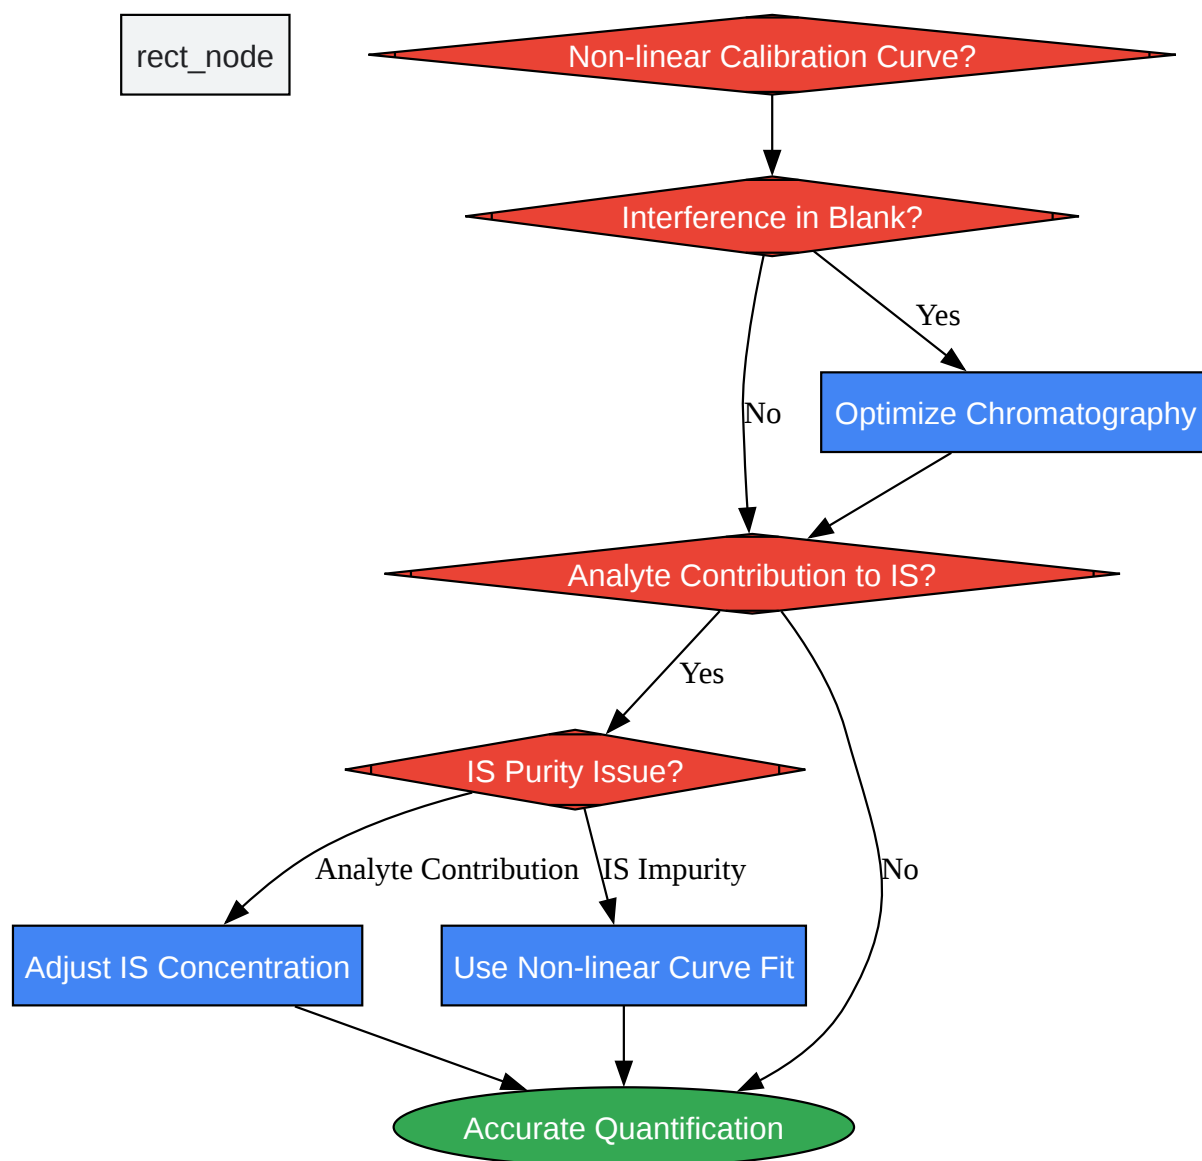 rect_node
Non-linear Calibration Curve?
Interference in Blank?
Yes
No
Optimize Chromatography
Analyte Contribution to IS?
Yes
IS Purity Issue?
Analyte Contribution
IS Impurity
No
Adjust IS Concentration
Use Non-linear Curve Fit
Accurate Quantification